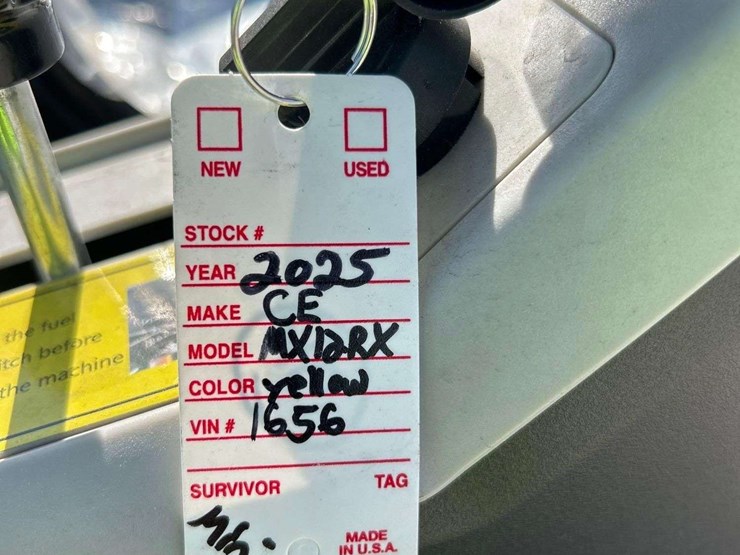 NEW USED
STOCK #
YEAR 2025
MAKE CE
MODEL MX12RX
COLOR yellow
VIN # 1656
SURVIVOR TAG
MADE
IN U.S.A.
the fuel
itch before
the machine